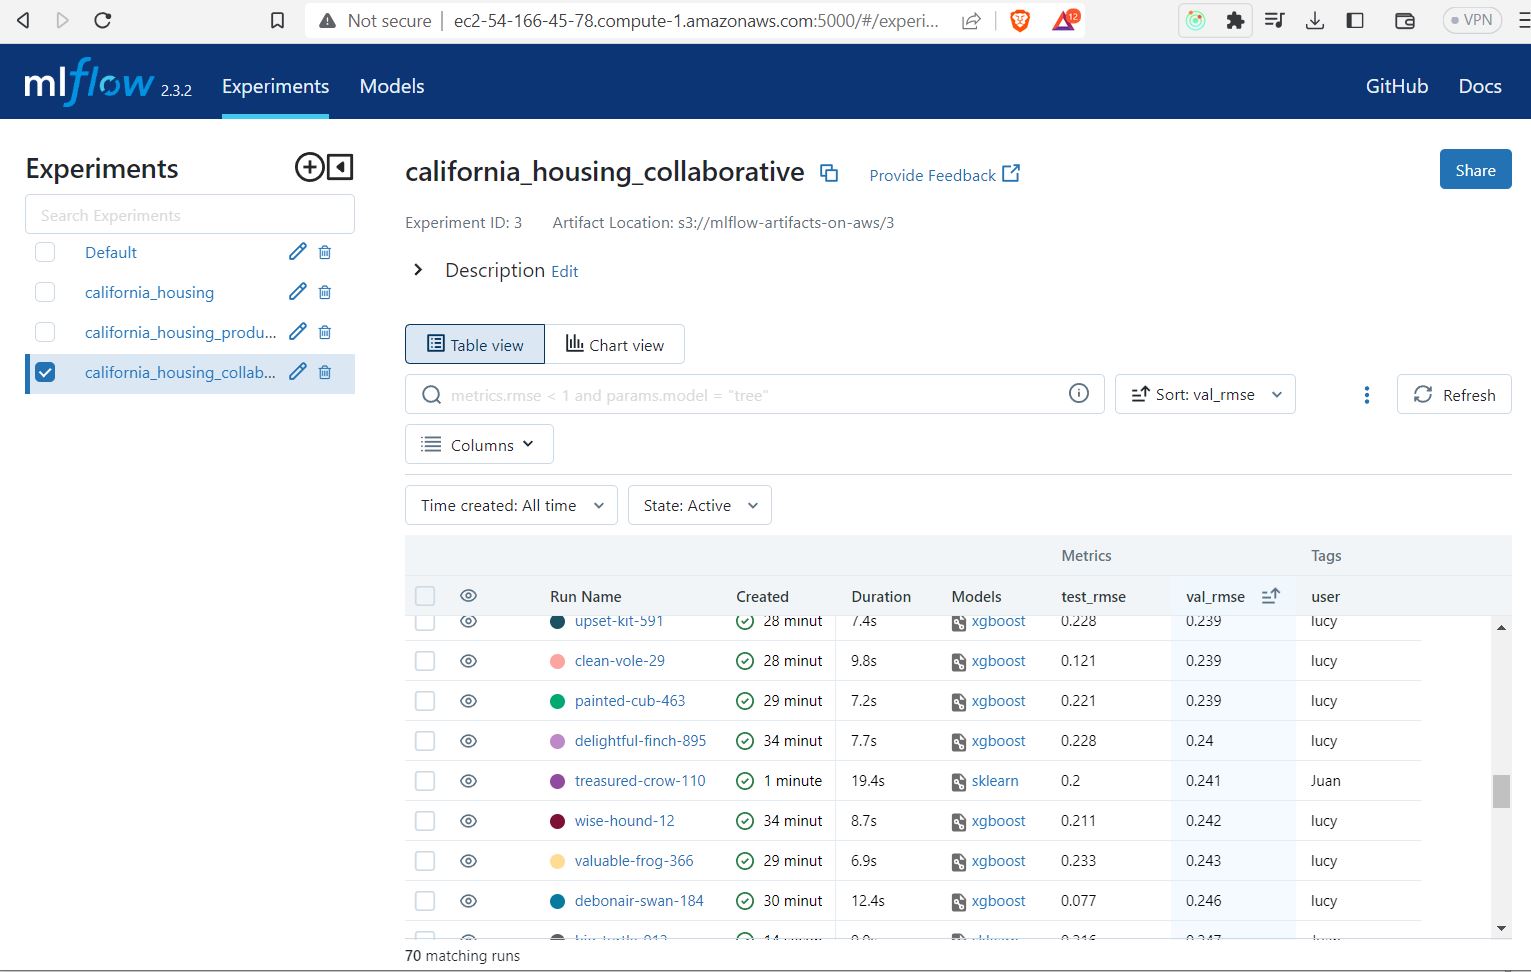 Not secure
ec2-54-166-45-78.compute-1.amazonaws.com:5000/#/experi...
12
VPN
mlflow 2.3.2
Experiments
Models
GitHub
Docs
Experiments
Search Experiments
Default
california_housing
california_housing_produ...
california_housing_collab...
california_housing_collaborative
Provide Feedback
Share
Experiment ID: 3
Artifact Location: s3://mlflow-artifacts-on-aws/3
Description Edit
Table view
Chart view
metrics.rmse < 1 and params.model = "tree"
Sort: val_rmse
Refresh
Columns
Time created: All time
State: Active
Metrics
Tags
Run Name Created Duration Models test_rmse val_rmse user
upset-kit-591 28 minut 7.4s xgboost 0.228 0.239 lucy
clean-vole-29 28 minut 9.8s xgboost 0.121 0.239 lucy
painted-cub-463 29 minut 7.2s xgboost 0.221 0.239 lucy
delightful-finch-895 34 minut 7.7s xgboost 0.228 0.24 lucy
treasured-crow-110 1 minute 19.4s sklearn 0.2 0.241 Juan
wise-hound-12 34 minut 8.7s xgboost 0.211 0.242 lucy
valuable-frog-366 29 minut 6.9s xgboost 0.233 0.243 lucy
debonair-swan-184 30 minut 12.4s xgboost 0.077 0.246 lucy
70 matching runs